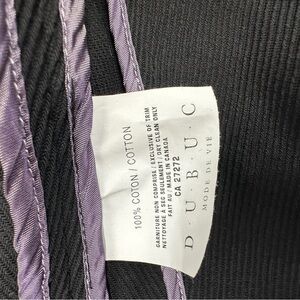 100% COTON / COTTON
GARNITURE NON COMPRISE / EXCLUSIVE OF TRIM
NETTOYAGE A SEC SEULEMENT / DRY CLEAN ONLY
FAIT AU / MADE IN CANADA
CA 27272
D · U · B · U · C
MODE DE VIE